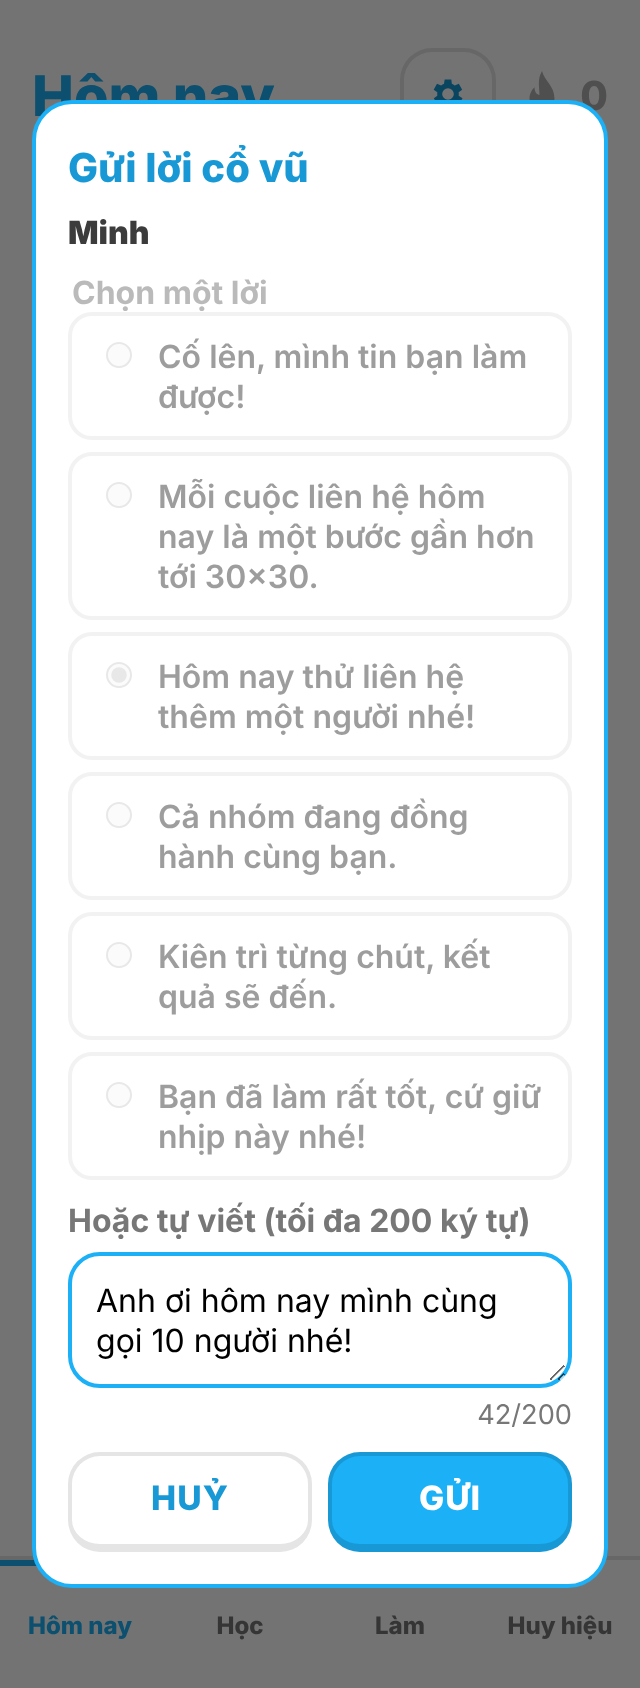 Hôm nay
0
Gửi lời cổ vũ
Minh
Chọn một lời
Cố lên, mình tin bạn làm
được!
Mỗi cuộc liên hệ hôm
nay là một bước gần hơn
tới 30×30.
Hôm nay thử liên hệ
thêm một người nhé!
Cả nhóm đang đồng
hành cùng bạn.
Kiên trì từng chút, kết
quả sẽ đến.
Bạn đã làm rất tốt, cứ giữ
nhịp này nhé!
Hoặc tự viết (tối đa 200 ký tự)
Anh ơi hôm nay mình cùng
gọi 10 người nhé!
42/200
HUỶ
GỬI
Hôm nay
Học
Làm
Huy hiệu